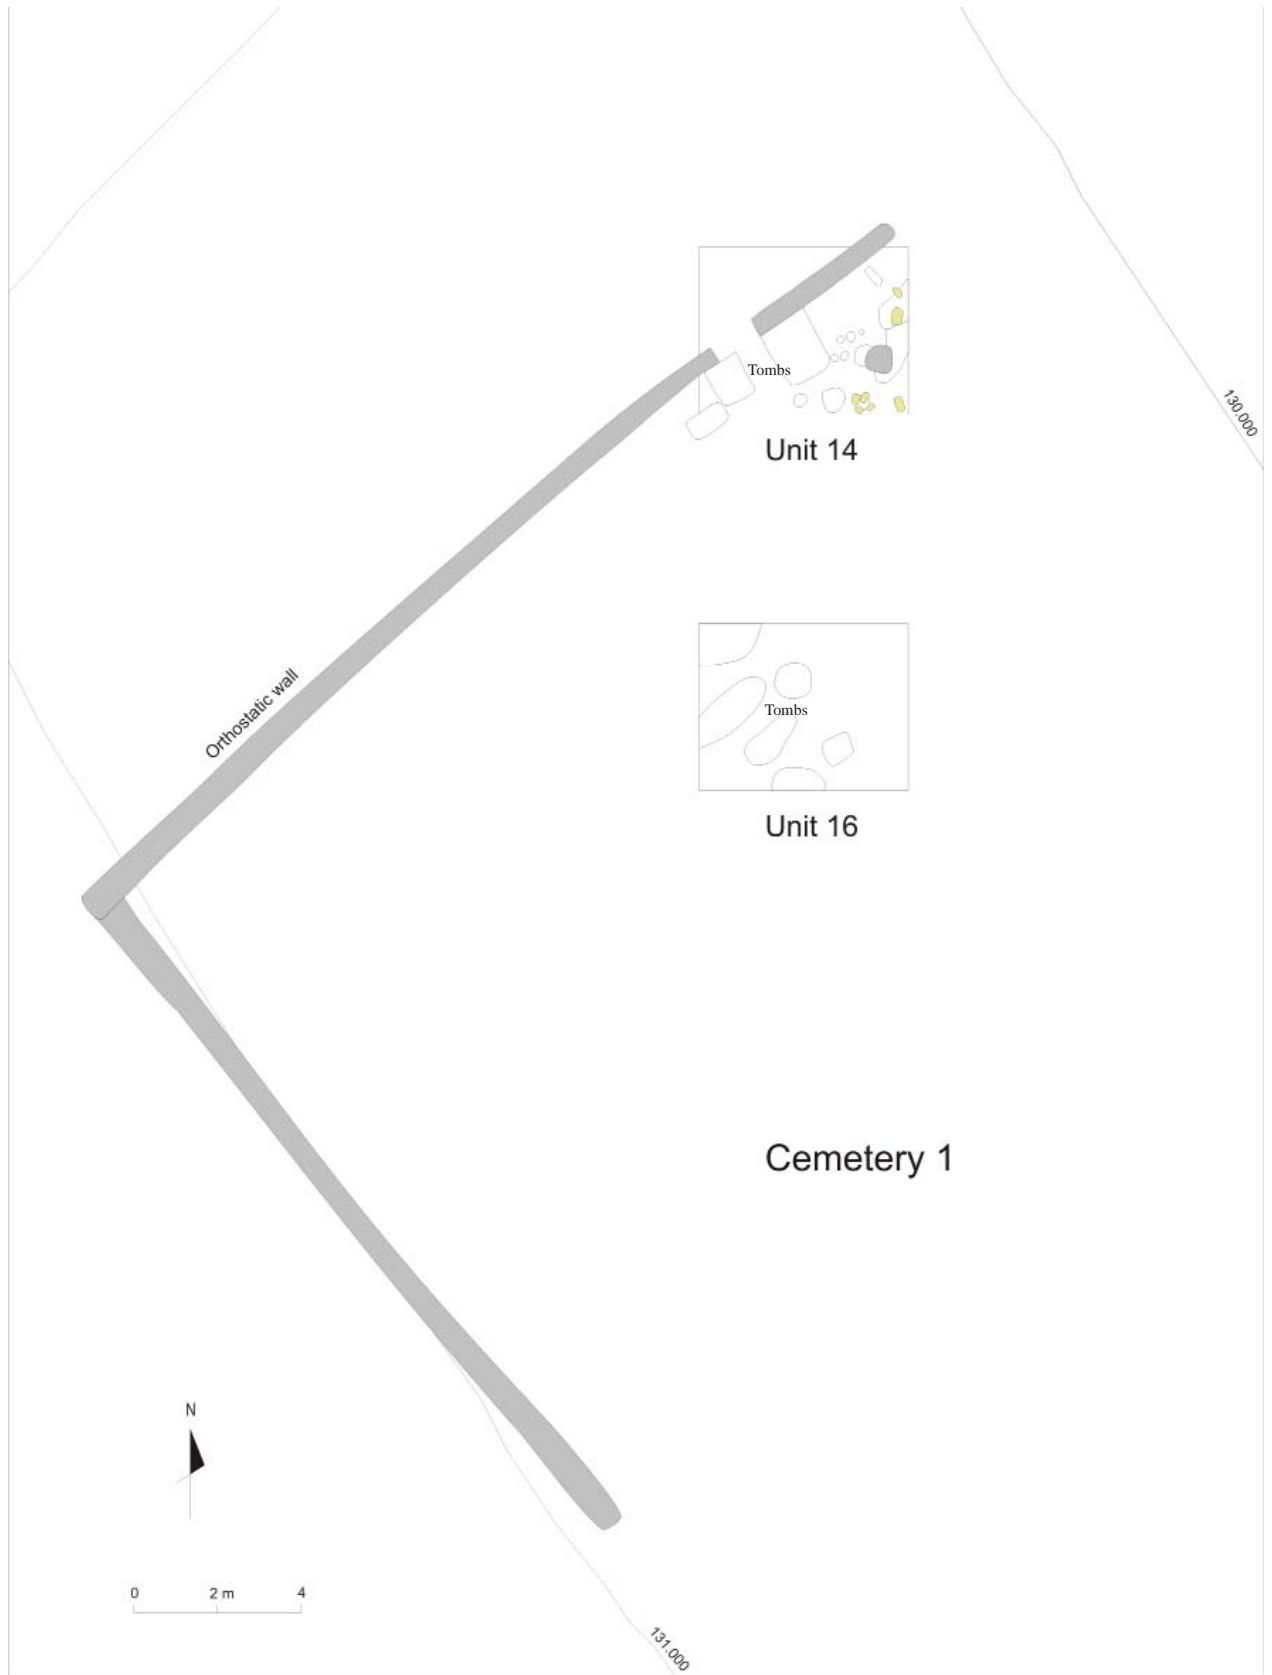 Tombs
130.000
Unit 14
Orthostatic wall
Tombs
Unit 16
Cemetery 1
N
0 2 m 4
131.000